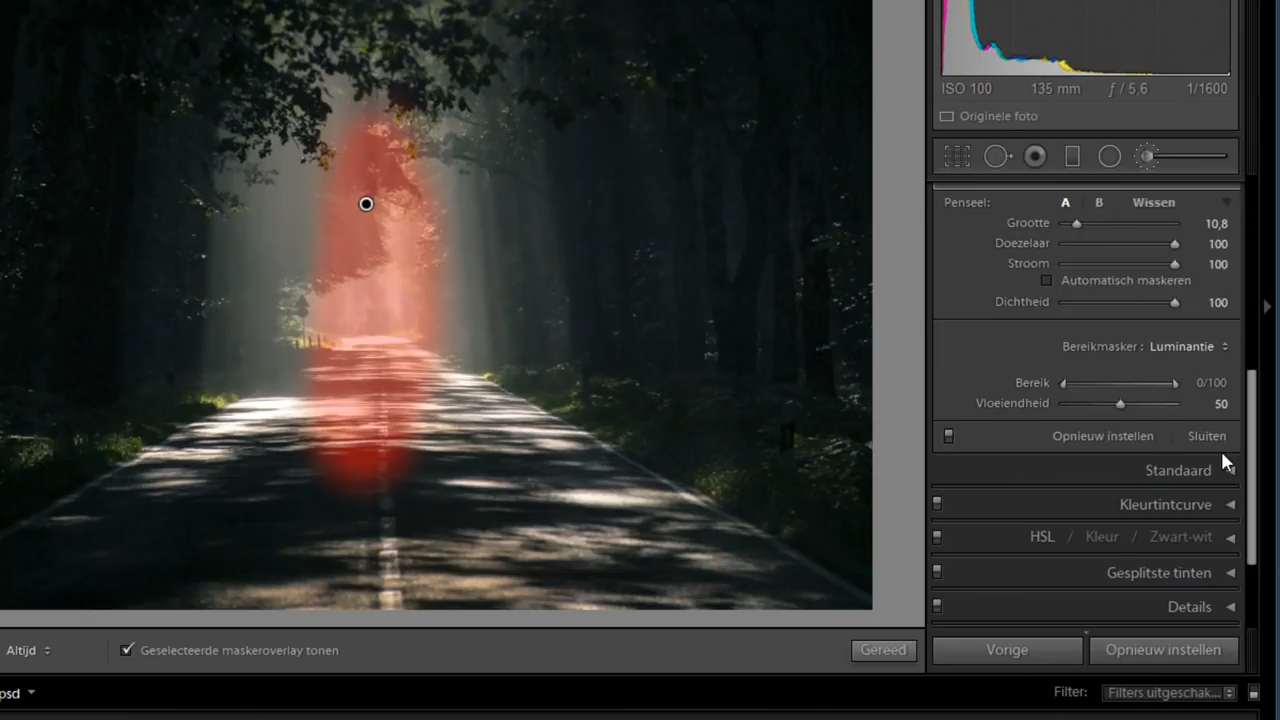 ISO 100 135 mm ƒ / 5,6 1/1600
Originele foto
Penseel: A B Wissen
Grootte 10,8
Doezelaar 100
Stroom 100
Automatisch maskeren
Dichtheid 100
Bereikmasker : Luminantie
Bereik 0/100
Vloeiendheid 50
Opnieuw instellen Sluiten
Standaard
Kleurtintcurve
HSL / Kleur / Zwart-wit
Gesplitste tinten
Details
Altijd Geselecteerde maskeroverlay tonen Gereed Vorige Opnieuw instellen
psd Filter: Filters uitgeschak...